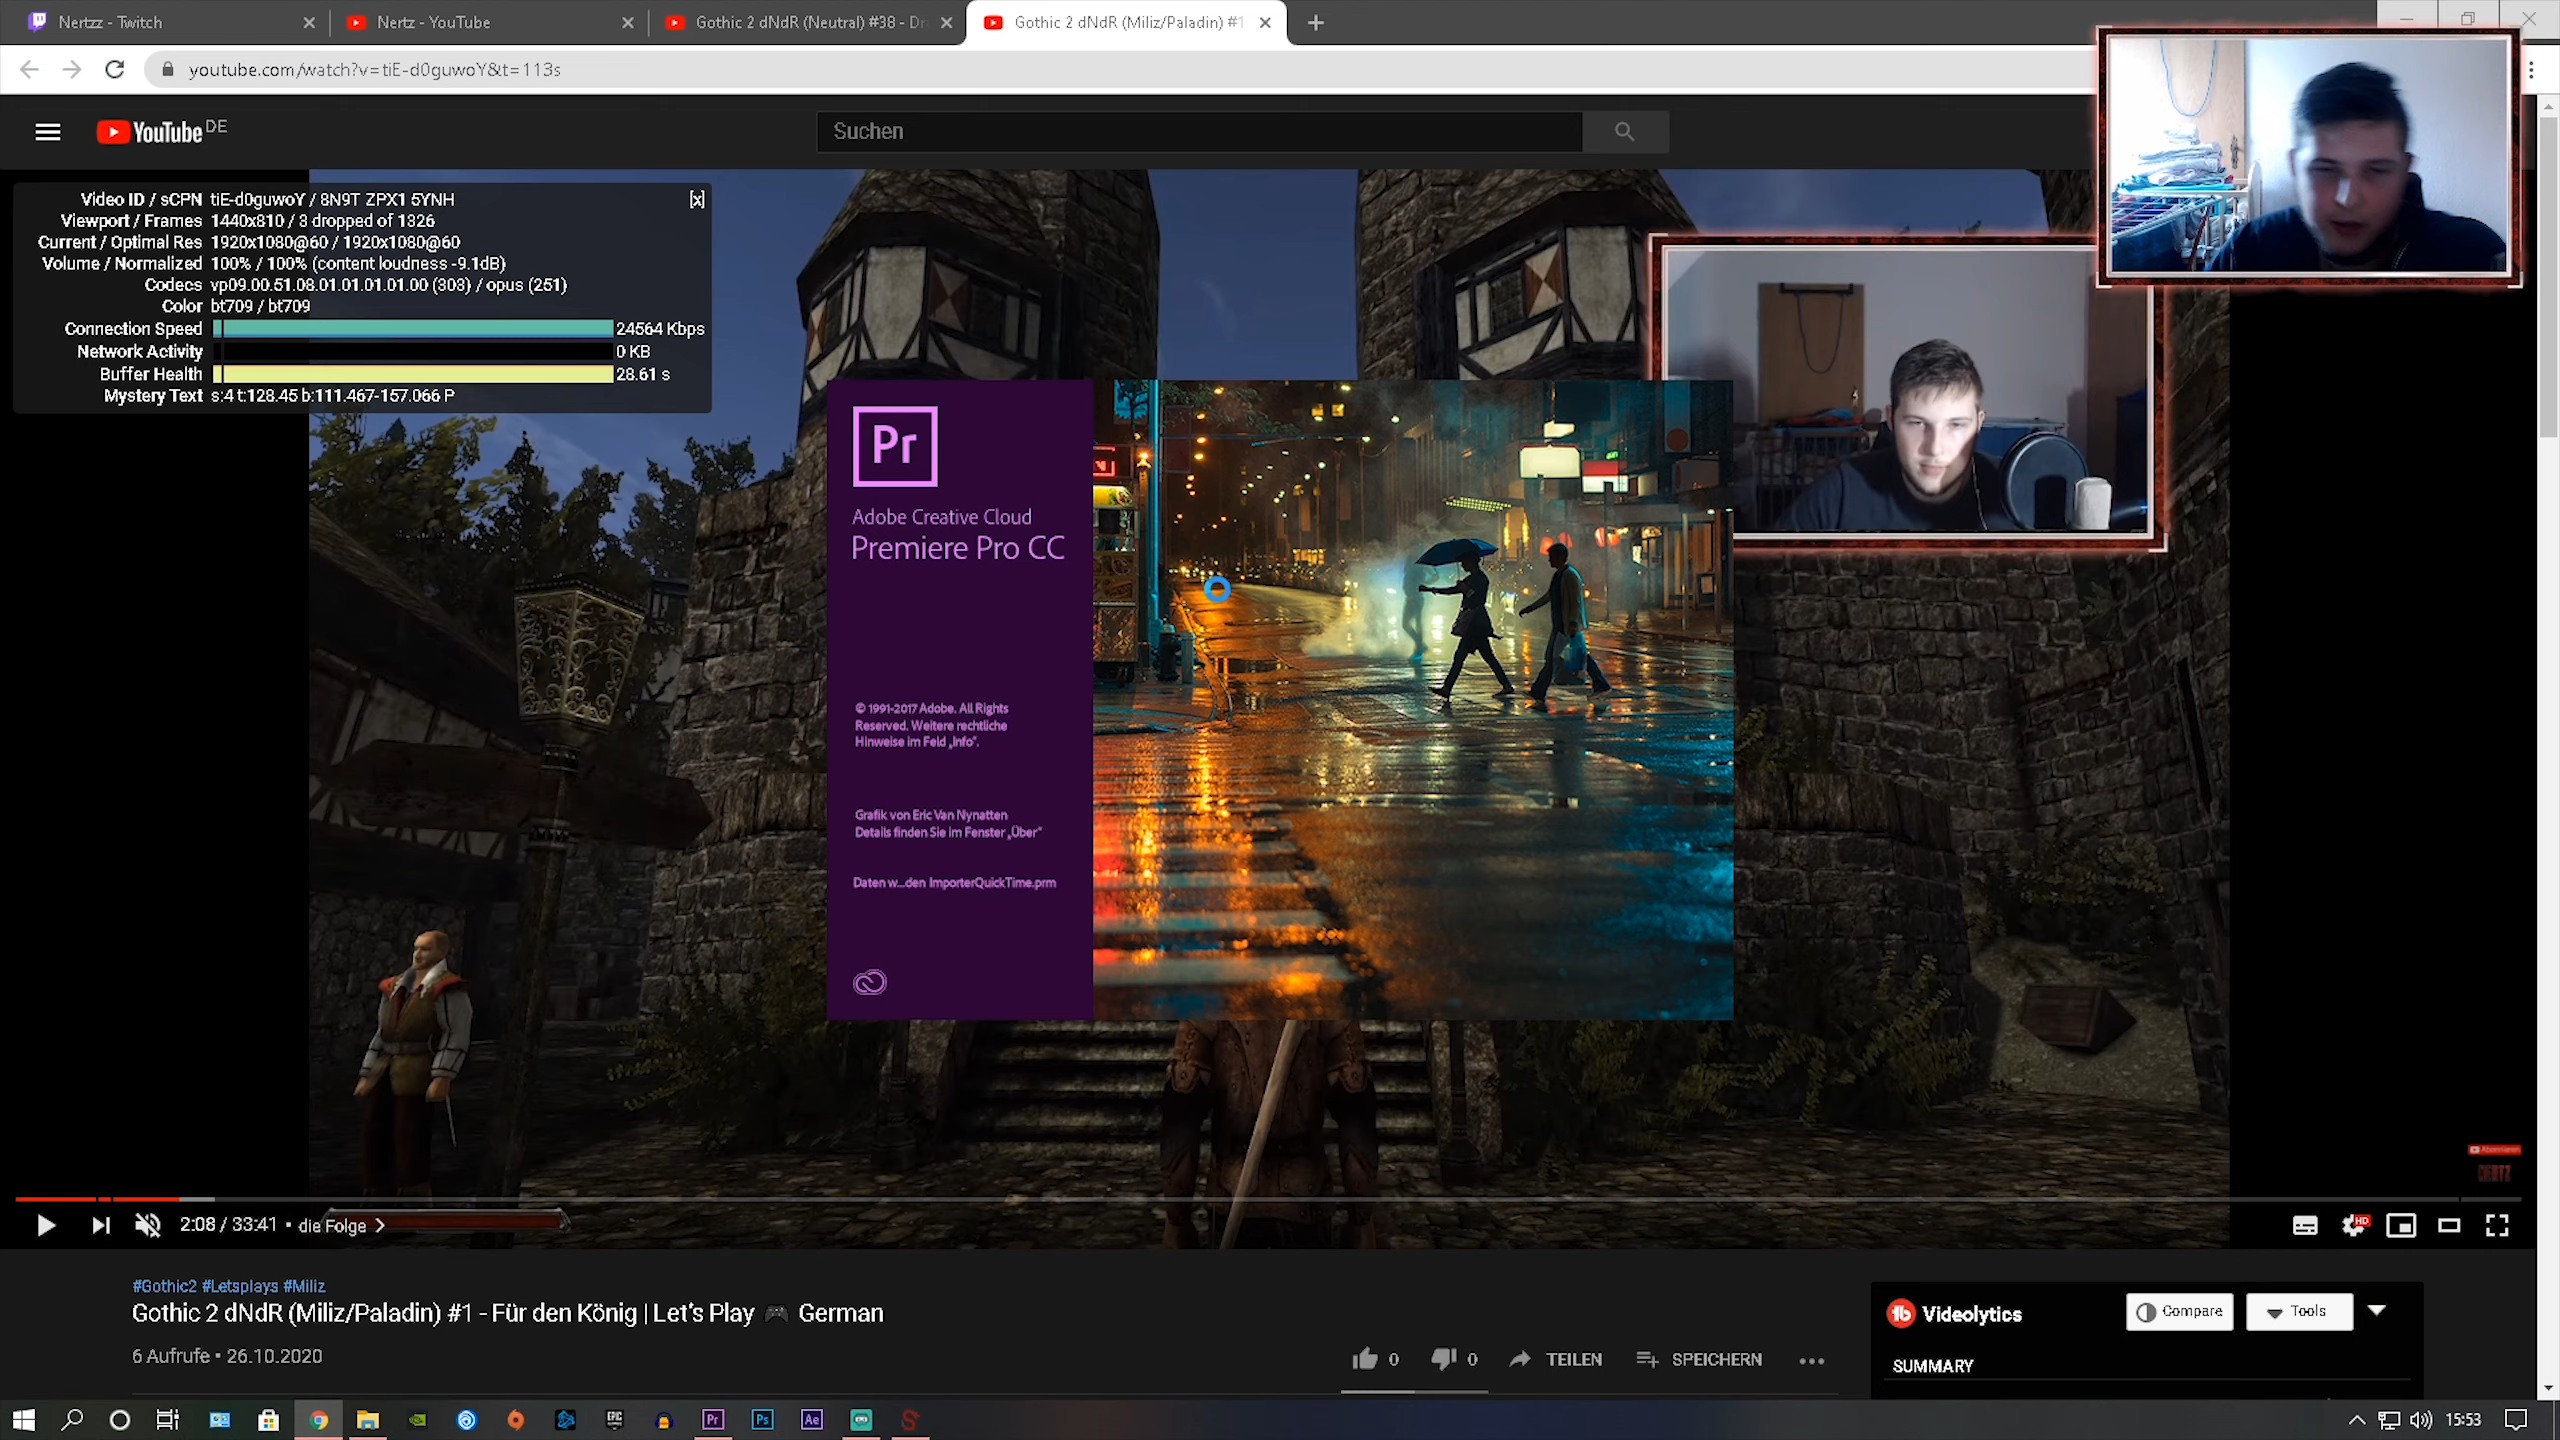 Nertzz - Twitch
Nertz - YouTube
Gothic 2 dNdR (Neutral) #38 - Dr
Gothic 2 dNdR (Miliz/Paladin) #1
youtube.com/watch?v=tiE-d0guwoY&t=113s
YouTube DE
Suchen
Video ID / sCPN tiE-d0guwoY / 8N9T ZPX1 5YNH
[x]
Viewport / Frames 1440x810 / 3 dropped of 1326
Current / Optimal Res 1920x1080@60 / 1920x1080@60
Volume / Normalized 100% / 100% (content loudness -9.1dB)
Codecs vp09.00.51.08.01.01.01.01.00 (303) / opus (251)
Color bt709 / bt709
Connection Speed 24564 Kbps
Network Activity 0 KB
Buffer Health 28.61 s
Mystery Text s:4 t:128.45 b:111.467-157.066 P
Pr
Adobe Creative Cloud
Premiere Pro CC
© 1991-2017 Adobe. All Rights
Reserved. Weitere rechtliche
Hinweise im Feld „Info“.
Grafik von Eric Van Nynatten
Details finden Sie im Fenster „Über“
Daten w...den ImporterQuickTime.prm
Abonnieren
NERTZ
2:08 / 33:41 • die Folge
HD
#Gothic2 #Letsplays #Miliz
Gothic 2 dNdR (Miliz/Paladin) #1 - Für den König | Let's Play 🎮 German
6 Aufrufe • 26.10.2020
0
0
TEILEN
SPEICHERN
Videolytics
Compare
Tools
SUMMARY
EPIC
Pr
Ps
Ae
15:53